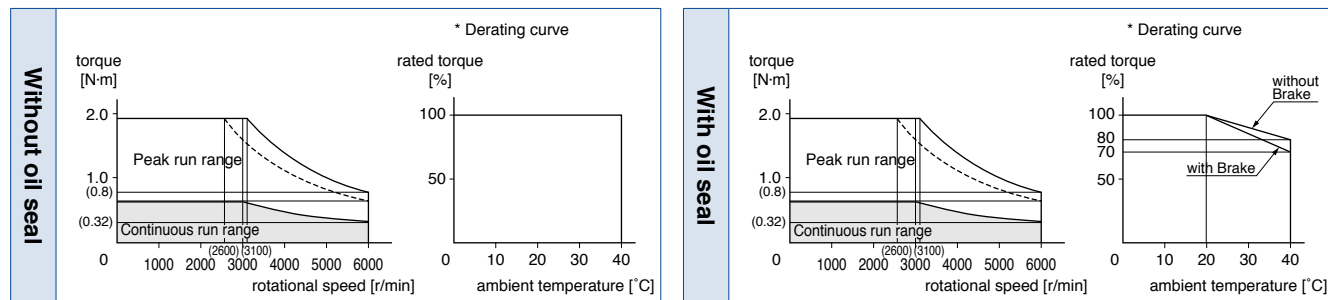 Without oil seal
* Derating curve
torque
[N·m]
rated torque
[%]
2.0
1.0
(0.8)
(0.32)
0
Peak run range
Continuous run range
(2600)
(3100)
1000 2000 3000 4000 5000 6000
rotational speed [r/min]
100
50
0 10 20 30 40
ambient temperature [˚C]
With oil seal
* Derating curve
torque
[N·m]
rated torque
[%]
2.0
1.0
(0.8)
(0.32)
0
Peak run range
Continuous run range
(2600)
(3100)
1000 2000 3000 4000 5000 6000
rotational speed [r/min]
without
Brake
100
80
70
50
with Brake
0 10 20 30 40
ambient temperature [˚C]